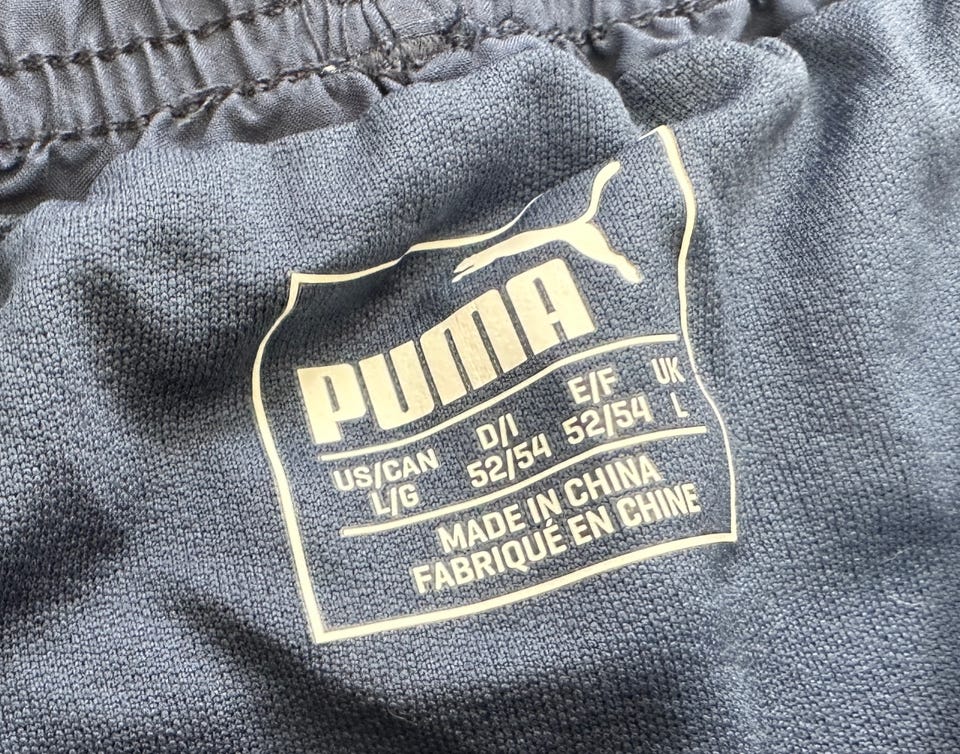 PUMA
US/CAN D/I E/F UK
L/G 52/54 52/54 L
MADE IN CHINA
FABRIQUÉ EN CHINE